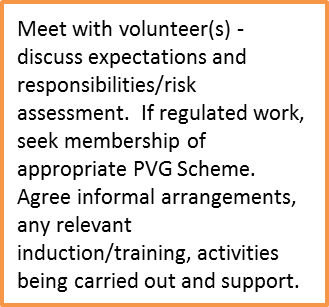 Meet with volunteer(s) -
discuss expectations and
responsibilities/risk
assessment.  If regulated work,
seek membership of
appropriate PVG Scheme.
Agree informal arrangements,
any relevant
induction/training, activities
being carried out and support.